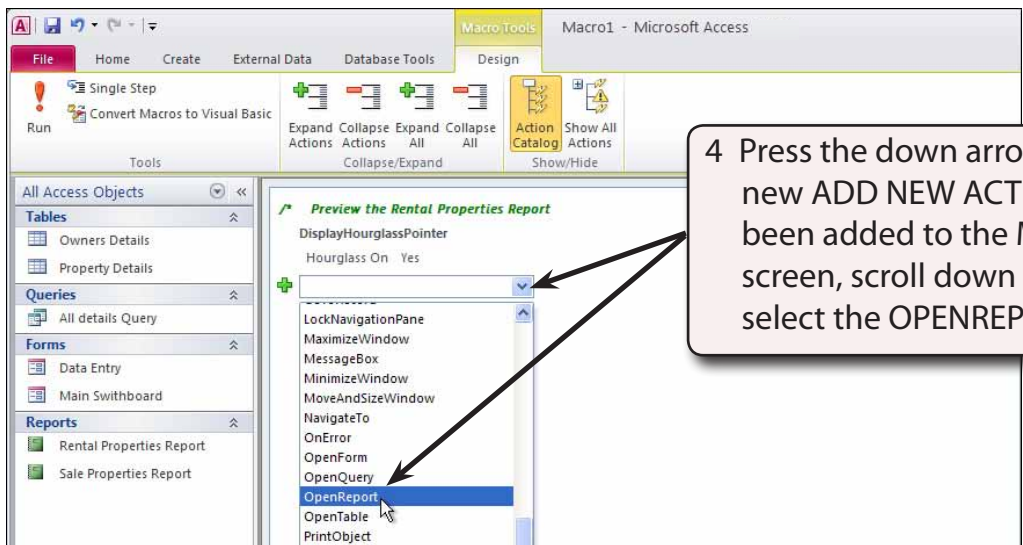 Macro Tools
Macro1 - Microsoft Access
File Home Create External Data Database Tools Design
Run
Single Step
Convert Macros to Visual Basic
Expand Actions
Collapse Actions
Expand All
Collapse All
Action Catalog
Show All Actions
Tools
Collapse/Expand
Show/Hide
All Access Objects
Tables
Owners Details
Property Details
Queries
All details Query
Forms
Data Entry
Main Swithboard
Reports
Rental Properties Report
Sale Properties Report
/* Preview the Rental Properties Report
DisplayHourglassPointer
Hourglass On Yes
LockNavigationPane
MaximizeWindow
MessageBox
MinimizeWindow
MoveAndSizeWindow
NavigateTo
OnError
OpenForm
OpenQuery
OpenReport
OpenTable
PrintObject
4 Press the down arro
new ADD NEW ACT
been added to the
screen, scroll down
select the OPENREP